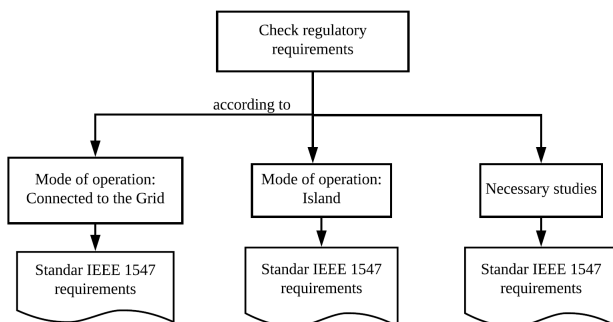 Check regulatory
requirements
according to
Mode of operation:
Connected to the Grid
Mode of operation:
Island
Necessary studies
Standar IEEE 1547
requirements
Standar IEEE 1547
requirements
Standar IEEE 1547
requirements